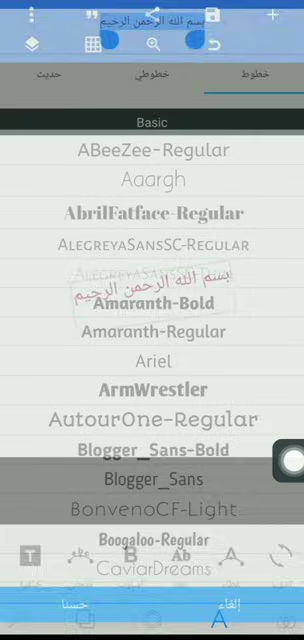 بسم الله الرحمن الرحيم
خطوط
خطوطي
حديث
Basic
ABeeZee-Regular
Aaargh
AbrilFatface-Regular
AlegreyaSansSC-Regular
بسم الله الرحمن الرحيم
Amaranth-Bold
Amaranth-Regular
Ariel
ArmWrestler
AutourOne-Regular
Blogger_Sans-Bold
Blogger_Sans
BonvenoCF-Light
Boogaloo-Regular
CaviarDreams
إلغاء
حسنا